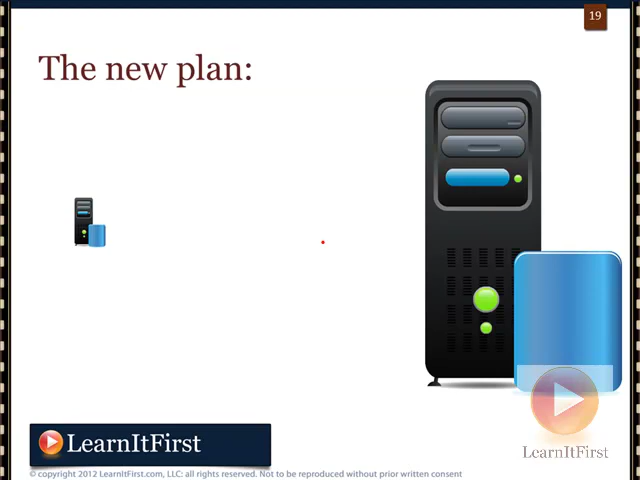 19
The new plan:
LearnItFirst
LearnItFirst
© copyright 2012 LearnItFirst.com, LLC: all rights reserved. Not to be reproduced without prior written consent